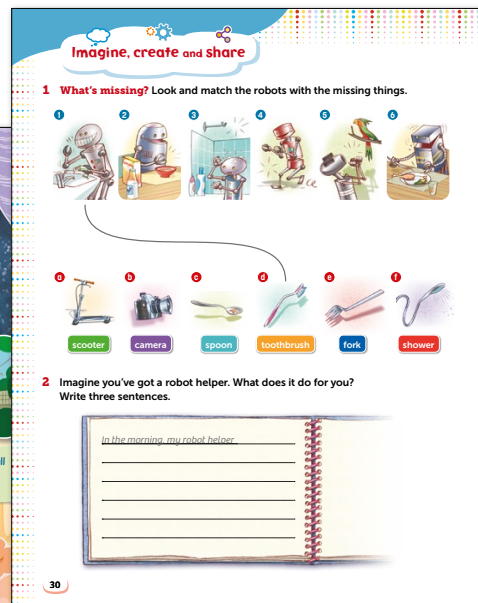 Imagine, create and share
1 What's missing? Look and match the robots with the missing things.
1 2 3 4 5 6
a b c d e f
scooter camera spoon toothbrush fork shower
2 Imagine you've got a robot helper. What does it do for you?
Write three sentences.
In the morning, my robot helper
30